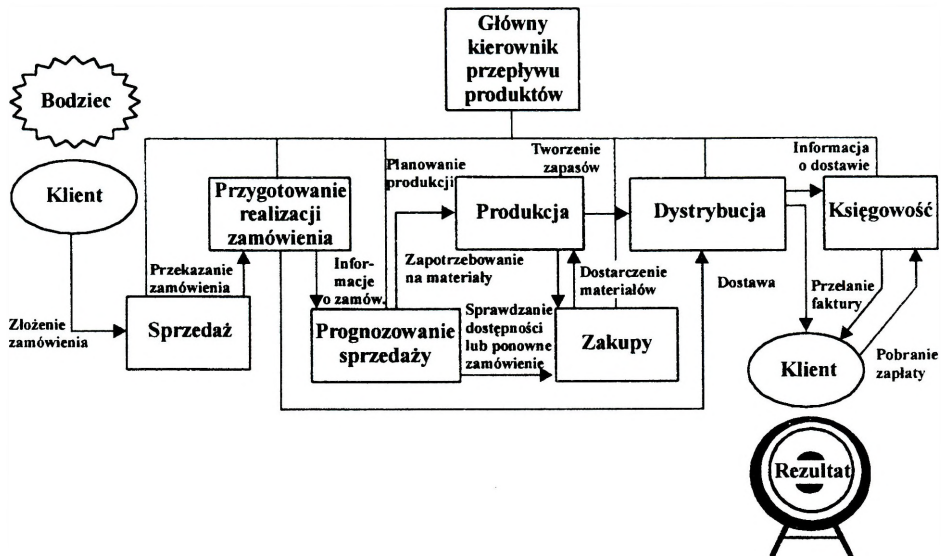 Główny
kierownik
przepływu
produktów
Bodziec
Klient
Złożenie
zamówienia
Sprzedaż
Przekazanie
zamówienia
Przygotowanie
realizacji
zamówienia
Infor-
macje
o zamów.
Prognozowanie
sprzedaży
Planowanie
produkcji
Zapotrzebowanie
na materiały
Sprawdzanie
dostępności
lub ponowne
zamówienie
Produkcja
Tworzenie
zapasów
Dostarczenie
materiałów
Zakupy
Dystrybucja
Dostawa
Informacja
o dostawie
Księgowość
Przełanie
faktury
Klient
Pobranie
zapłaty
Rezultat